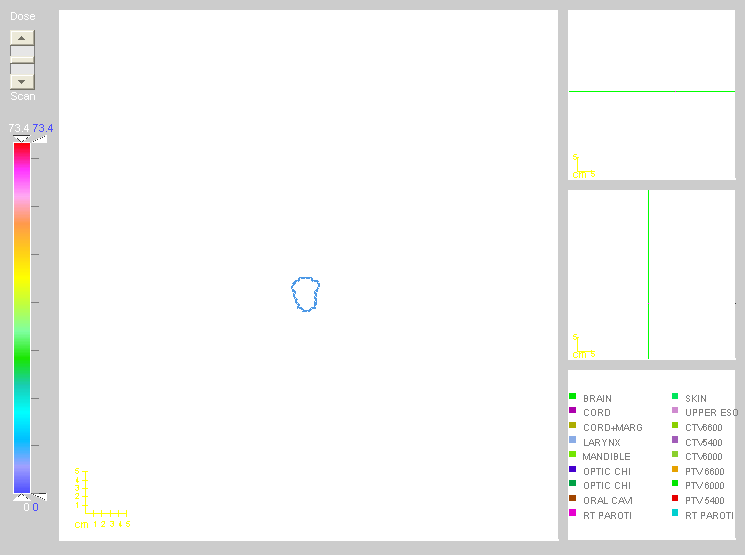 Dose
Scan
73.4 73.4
0 0
5
4
3
2
1
cm 1 2 3 4 5
5
cm 5
5
cm 5
BRAIN SKIN
CORD UPPER ESO
CORD+MARG CTV6600
LARYNX CTV5400
MANDIBLE CTV6000
OPTIC CHI PTV6600
OPTIC CHI PTV6000
ORAL CAVI PTV5400
RT PAROTI RT PAROTI